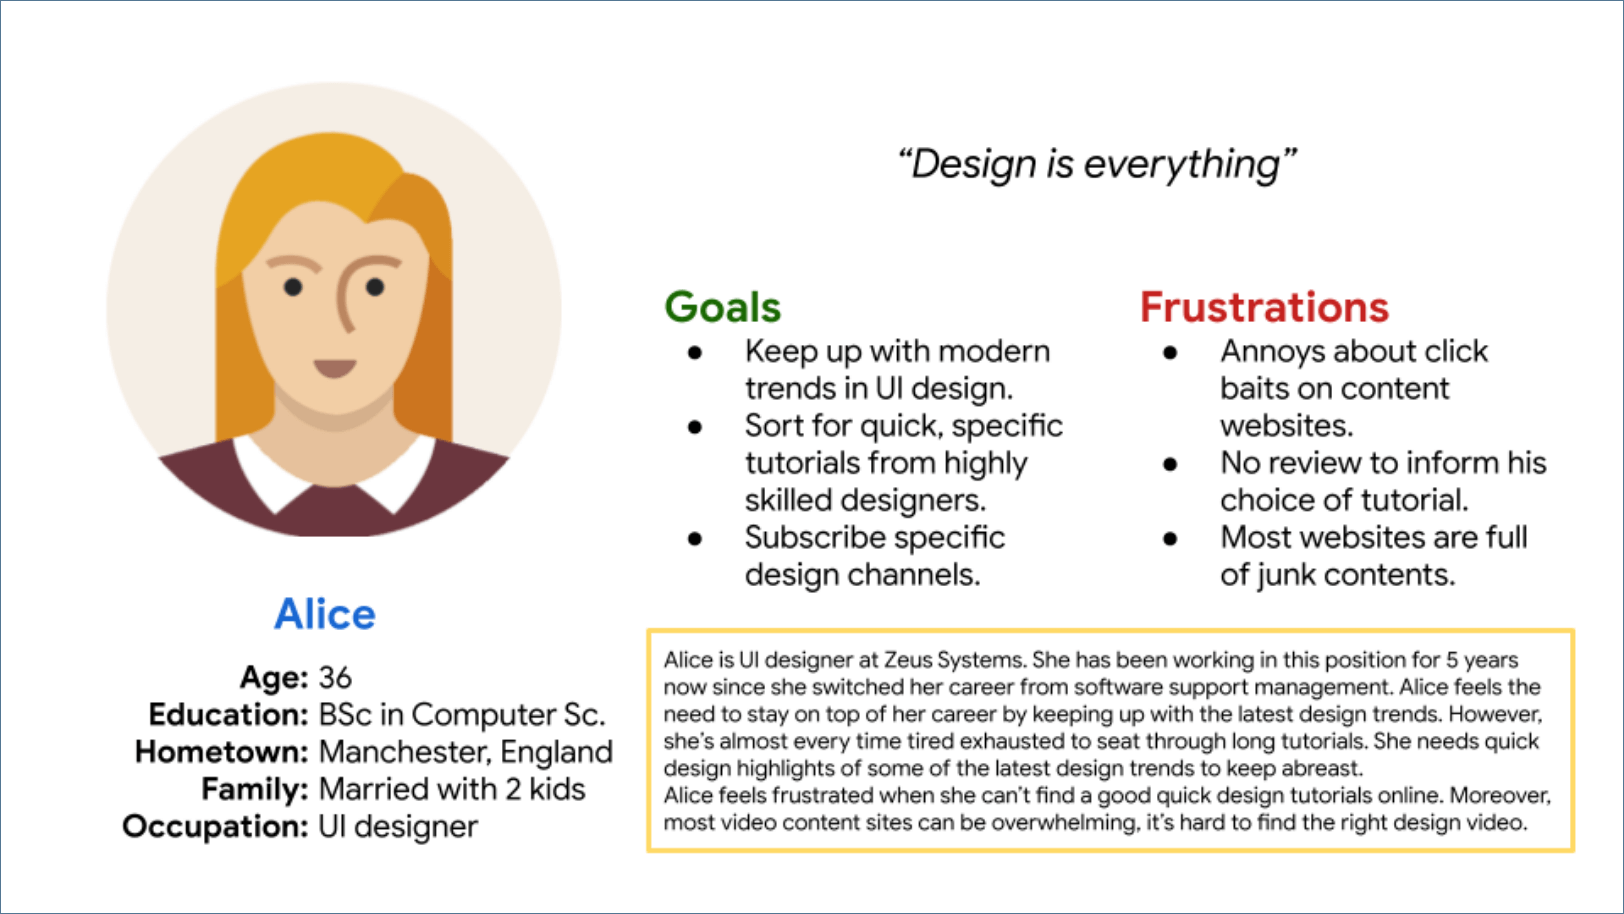 “Design is everything”
Goals
● Keep up with modern
trends in UI design.
● Sort for quick, specific
tutorials from highly
skilled designers.
● Subscribe specific
design channels.
Frustrations
● Annoys about click
baits on content
websites.
● No review to inform his
choice of tutorial.
● Most websites are full
of junk contents.
Alice
Age: 36
Education: BSc in Computer Sc.
Hometown: Manchester, England
Family: Married with 2 kids
Occupation: UI designer
Alice is UI designer at Zeus Systems. She has been working in this position for 5 years
now since she switched her career from software support management. Alice feels the
need to stay on top of her career by keeping up with the latest design trends. However,
she’s almost every time tired exhausted to seat through long tutorials. She needs quick
design highlights of some of the latest design trends to keep abreast.
Alice feels frustrated when she can’t find a good quick design tutorials online. Moreover,
most video content sites can be overwhelming, it’s hard to find the right design video.